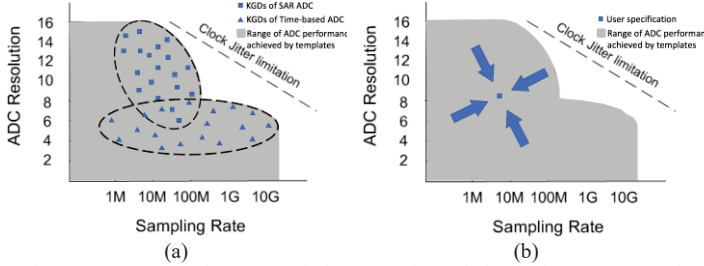 KGDs of SAR ADC
KGDs of Time-based ADC
Range of ADC performan
achieved by templates
Clock Jitter limitation
ADC Resolution
16
14
12
10
8
6
4
2
1M 10M 100M 1G 10G
Sampling Rate
(a)
User specification
Range of ADC performan
achieved by templates
Clock Jitter limitation
ADC Resolution
16
14
12
10
8
6
4
2
1M 10M 100M 1G 10G
Sampling Rate
(b)